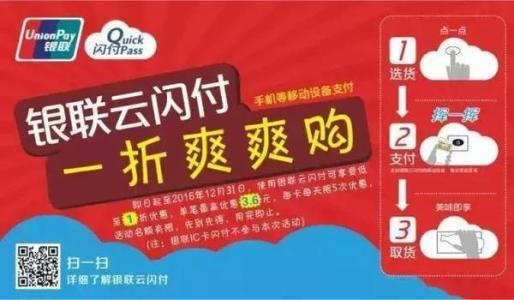 UnionPay
银联
Quick
闪付Pass
银联云闪付
手机等移动设备支付
一折爽爽购
即日起至2016年12月31日，使用银联云闪付可享受低
至1折优惠，单笔最高优惠3.6元，每卡每天限5次优惠，
活动名额有限，先到先得，用完即止。
(注：银联IC卡闪付不参与本次活动)
扫一扫
详细了解银联云闪付
点一点
1
选货
挥一挥
2
支付
美味即享
3
取货